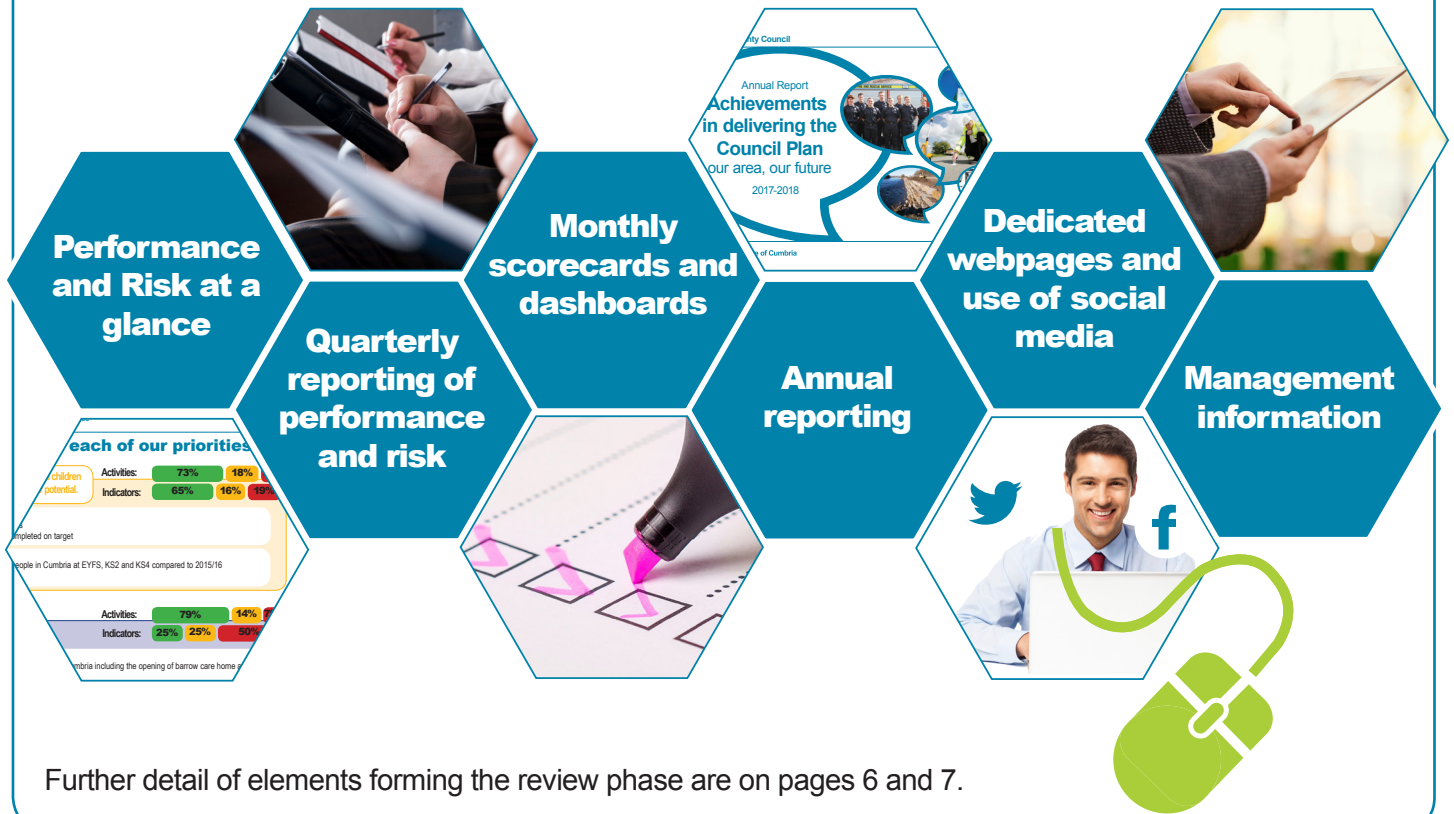 Performance
and Risk at a
glance
Quarterly
reporting of
performance
and risk
Monthly
scorecards and
dashboards
Council
Annual Report
Achievements
in delivering the
Council Plan
our area, our future
2017-2018
of Cumbria
Annual
reporting
Dedicated
webpages and
use of social
media
Management
information
each of our priorities
children
potential.
Activities: 73% 18%
Indicators: 65% 16% 19%
on target
in Cumbria at EYFS, KS2 and KS4 compared to 2015/16
Activities: 79% 14%
Indicators: 25% 25% 50%
including the opening of barrow care home
f
Further detail of elements forming the review phase are on pages 6 and 7.